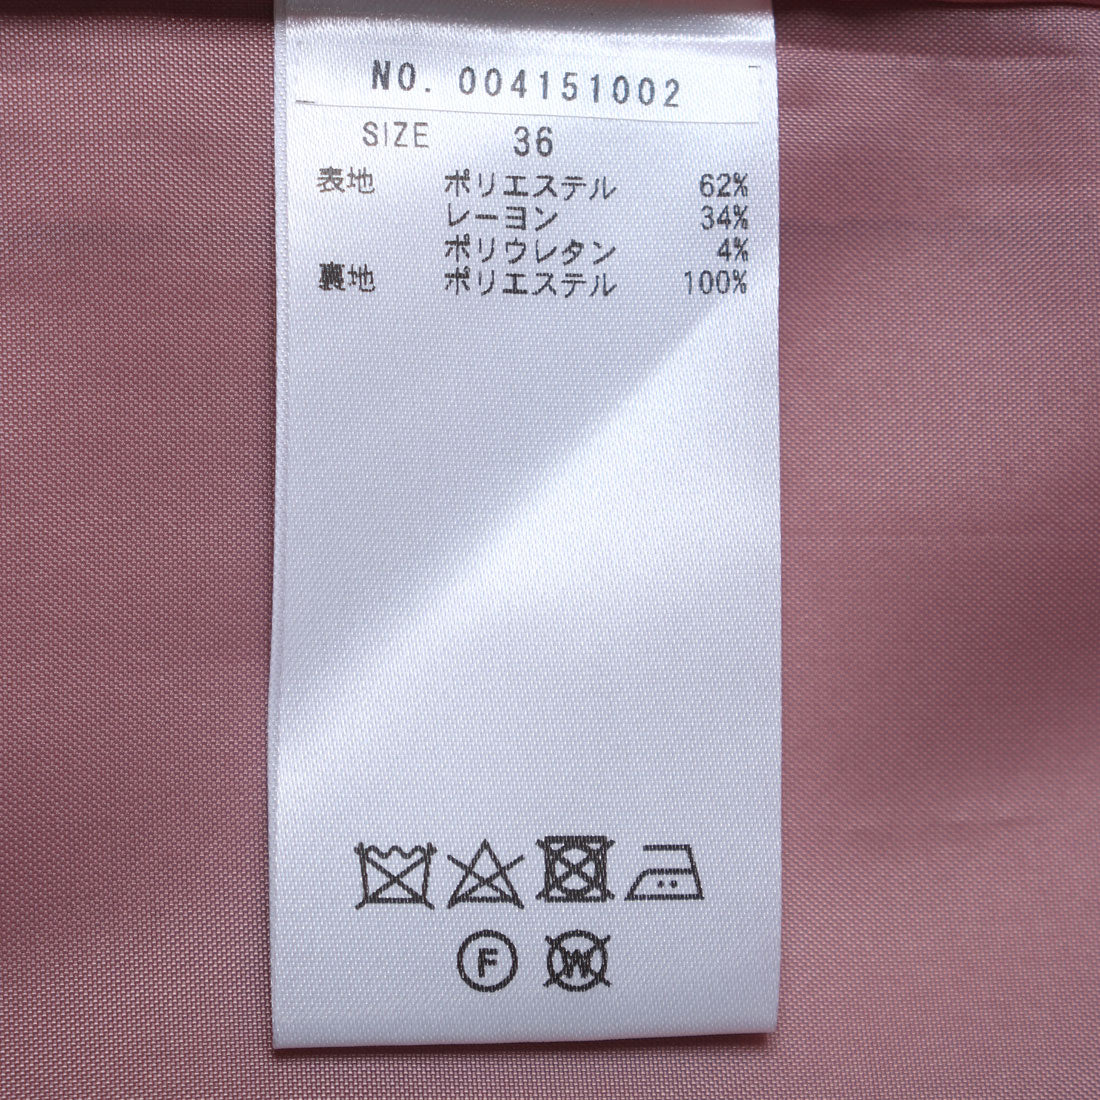 NO. 004151002
SIZE 36
表地 ポリエステル 62%
レーヨン 34%
ポリウレタン 4%
裏地 ポリエステル 100%
F W